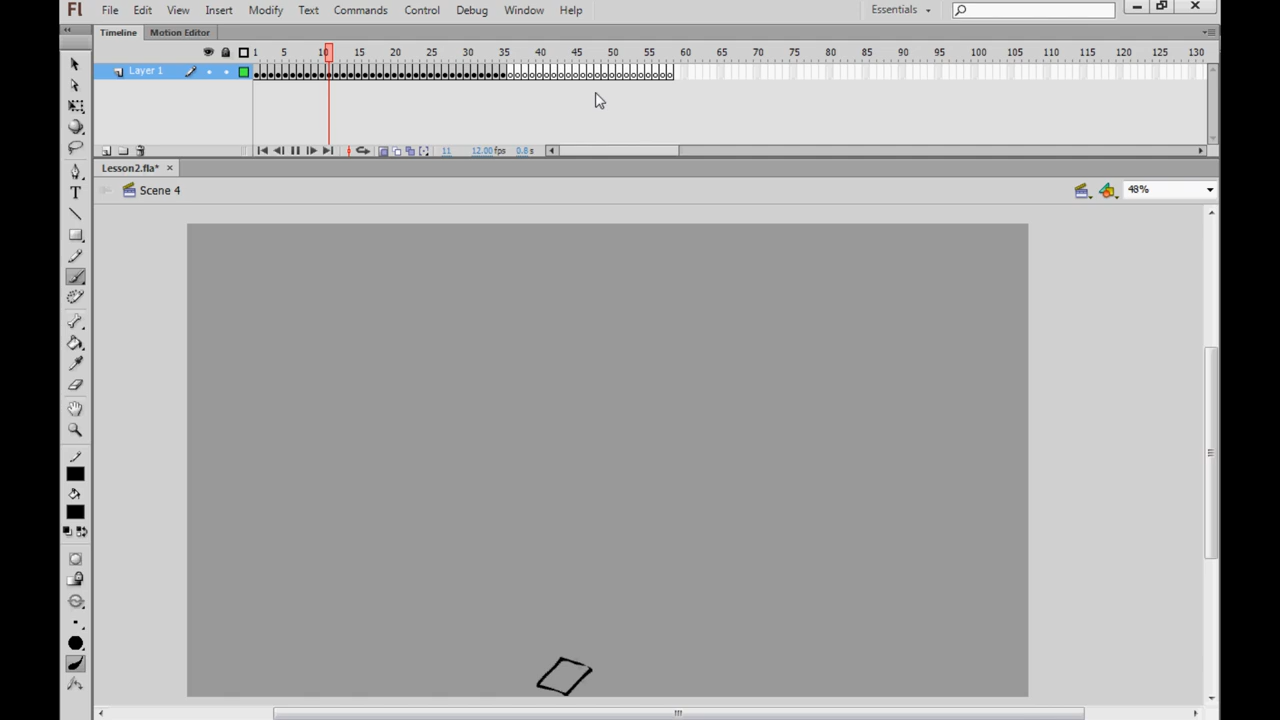 Fl File Edit View Insert Modify Text Commands Control Debug Window Help Essentials
Timeline Motion Editor
1 5 10 15 20 25 30 35 40 45 50 55 60 65 70 75 80 85 90 95 100 105 110 115 120 125 130
Layer 1
11 12.00 fps 0.8 s
Lesson2.fla*
Scene 4 48%
T